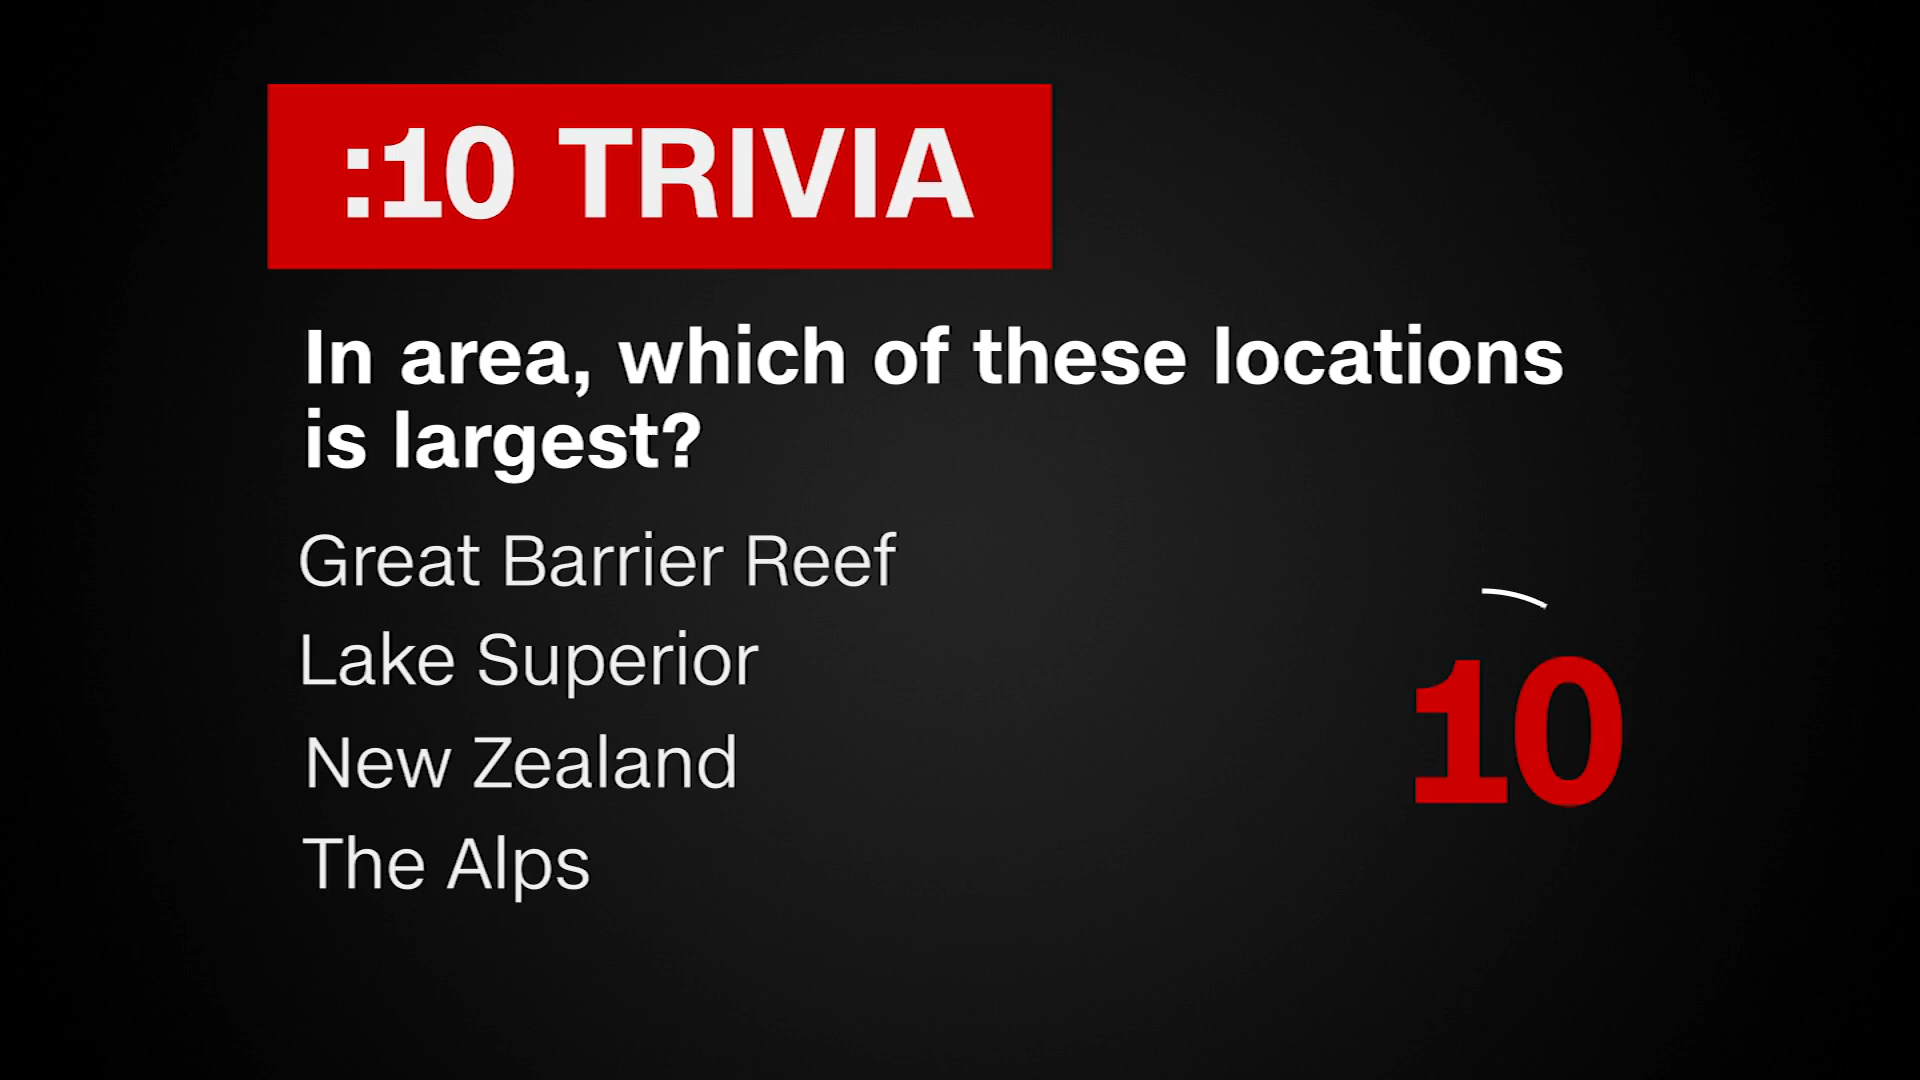 :10 TRIVIA
In area, which of these locations
is largest?
Great Barrier Reef
Lake Superior
New Zealand
The Alps
10